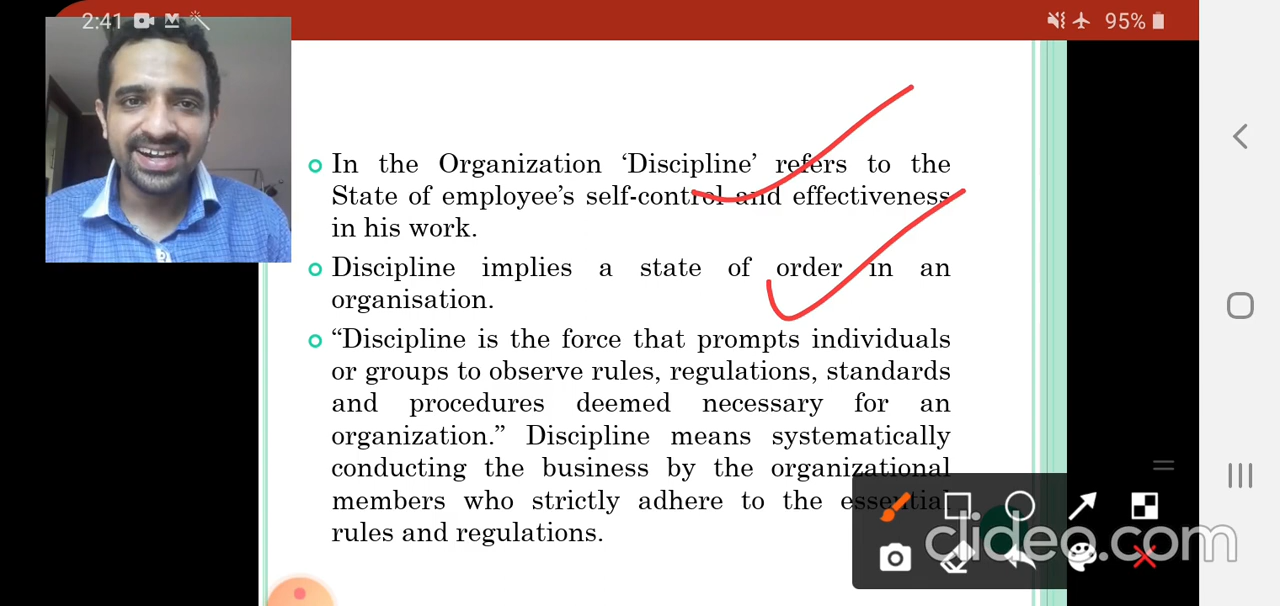 2:41
95%
In the Organization ‘Discipline’ refers to the
State of employee’s self-control and effectiveness
in his work.
Discipline implies a state of order in an
organisation.
“Discipline is the force that prompts individuals
or groups to observe rules, regulations, standards
and procedures deemed necessary for an
organization.” Discipline means systematically
conducting the business by the organizational
members who strictly adhere to the essential
rules and regulations.
clideo.com